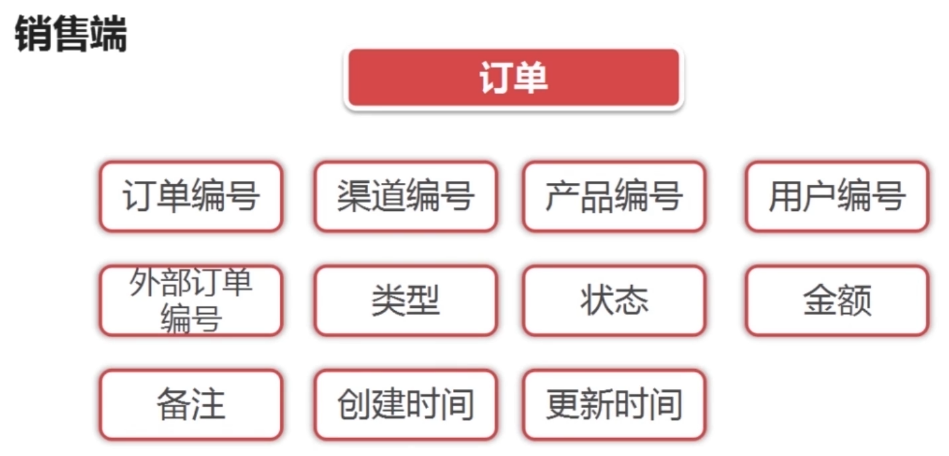 销售端
订单
订单编号
渠道编号
产品编号
用户编号
外部订单
编号
类型
状态
金额
备注
创建时间
更新时间